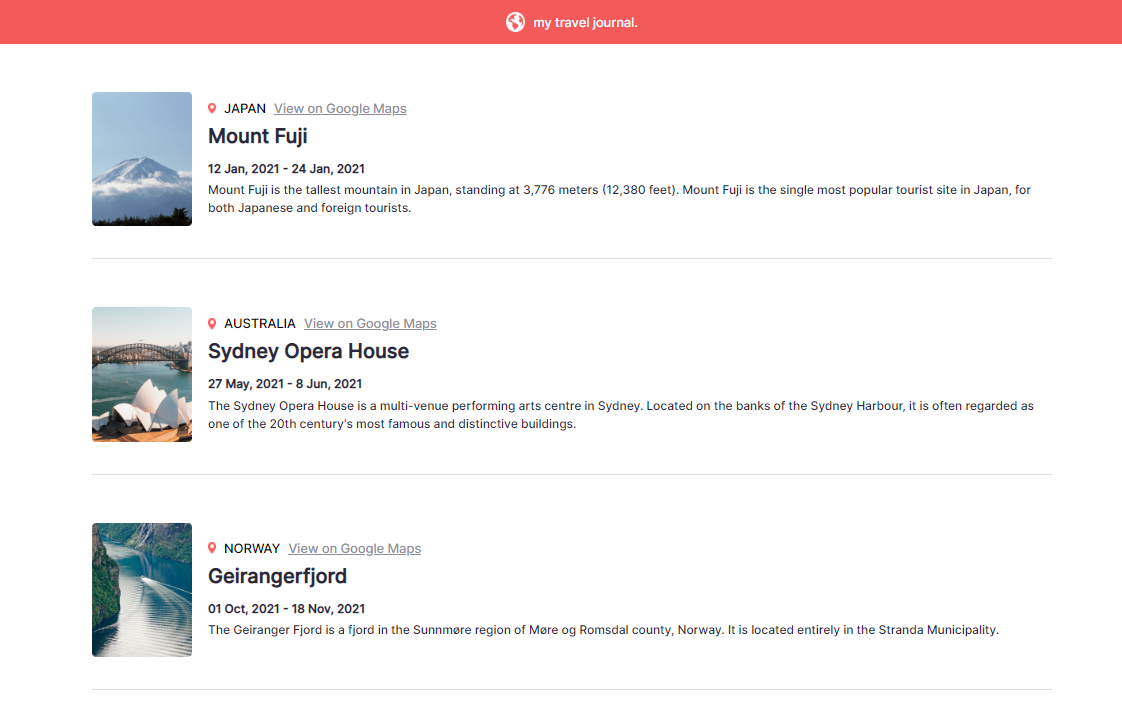 my travel journal.
JAPAN View on Google Maps
Mount Fuji
12 Jan, 2021 - 24 Jan, 2021
Mount Fuji is the tallest mountain in Japan, standing at 3,776 meters (12,380 feet). Mount Fuji is the single most popular tourist site in Japan, for
both Japanese and foreign tourists.
AUSTRALIA View on Google Maps
Sydney Opera House
27 May, 2021 - 8 Jun, 2021
The Sydney Opera House is a multi-venue performing arts centre in Sydney. Located on the banks of the Sydney Harbour, it is often regarded as
one of the 20th century's most famous and distinctive buildings.
NORWAY View on Google Maps
Geirangerfjord
01 Oct, 2021 - 18 Nov, 2021
The Geiranger Fjord is a fjord in the Sunnmøre region of Møre og Romsdal county, Norway. It is located entirely in the Stranda Municipality.